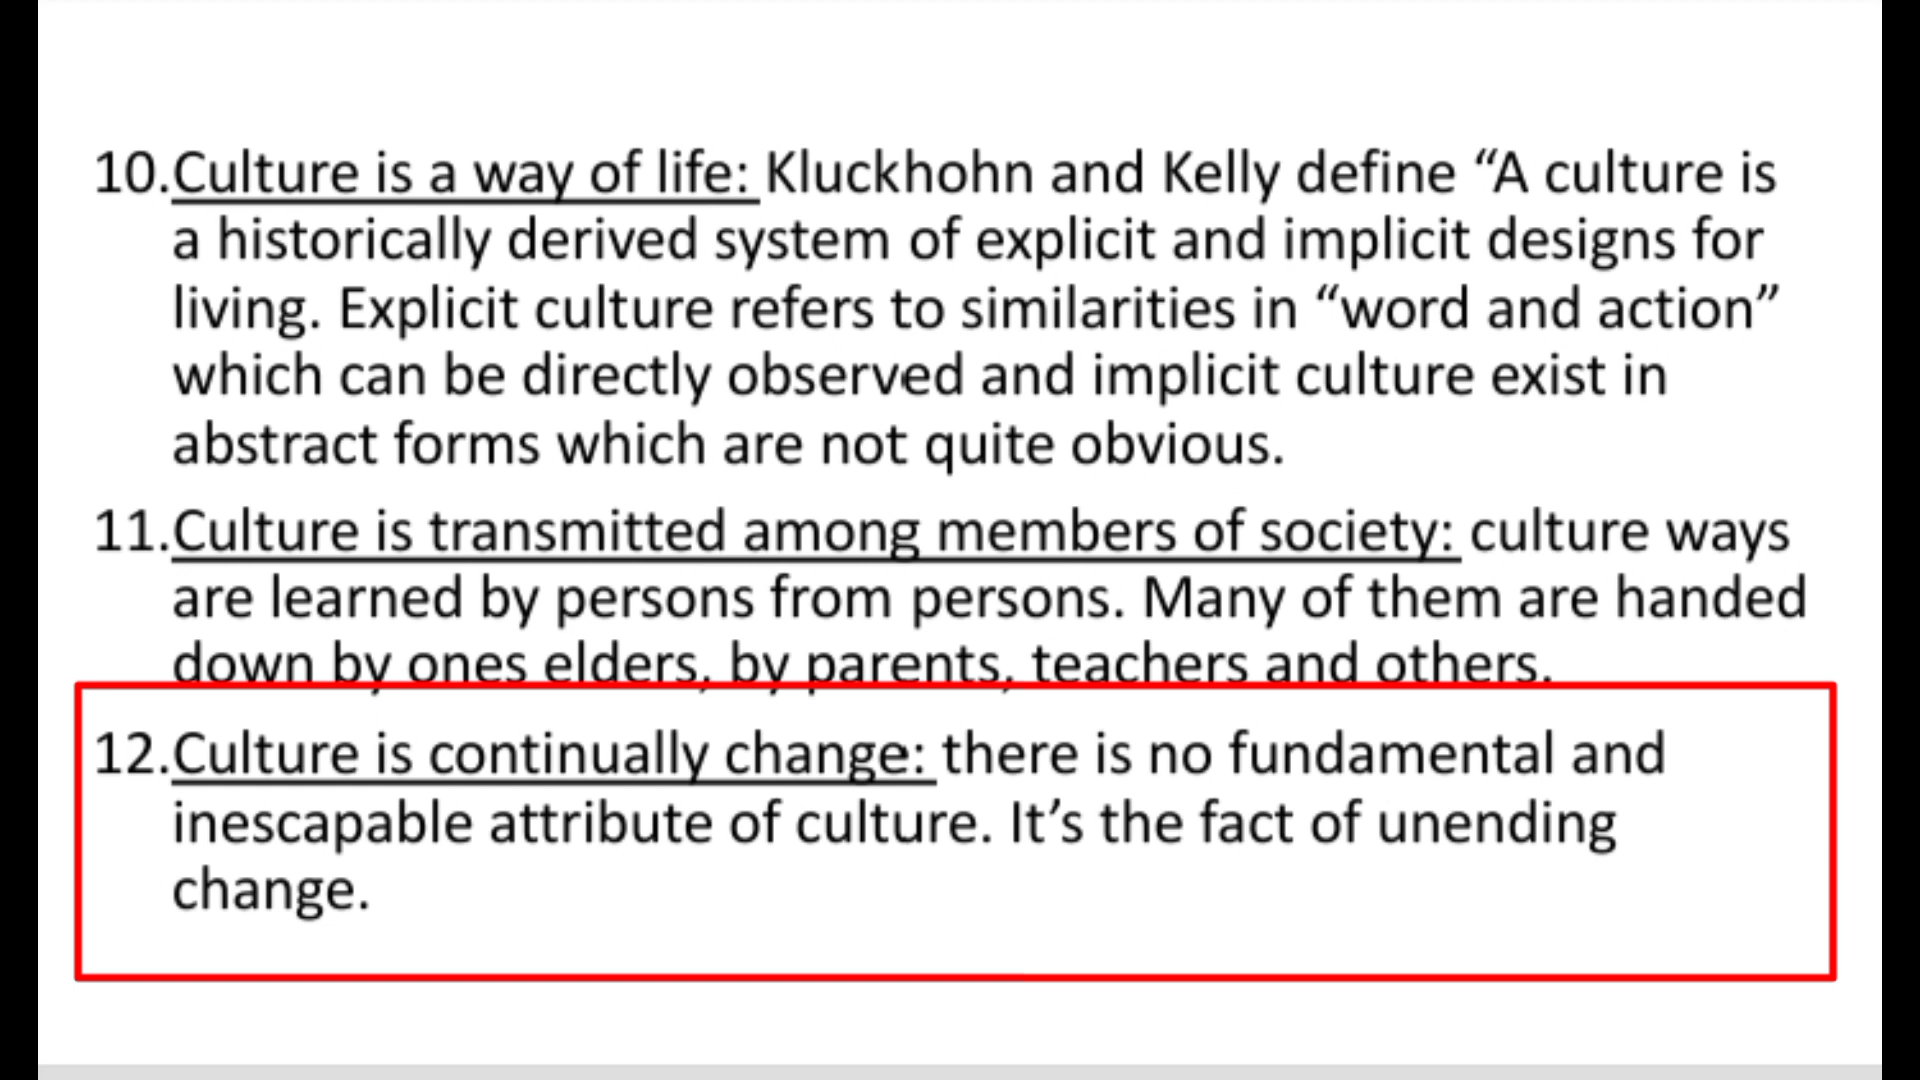 10.Culture is a way of life: Kluckhohn and Kelly define “A culture is
a historically derived system of explicit and implicit designs for
living. Explicit culture refers to similarities in “word and action”
which can be directly observed and implicit culture exist in
abstract forms which are not quite obvious.
11.Culture is transmitted among members of society: culture ways
are learned by persons from persons. Many of them are handed
down by ones elders, by parents, teachers and others.
12.Culture is continually change: there is no fundamental and
inescapable attribute of culture. It’s the fact of unending
change.